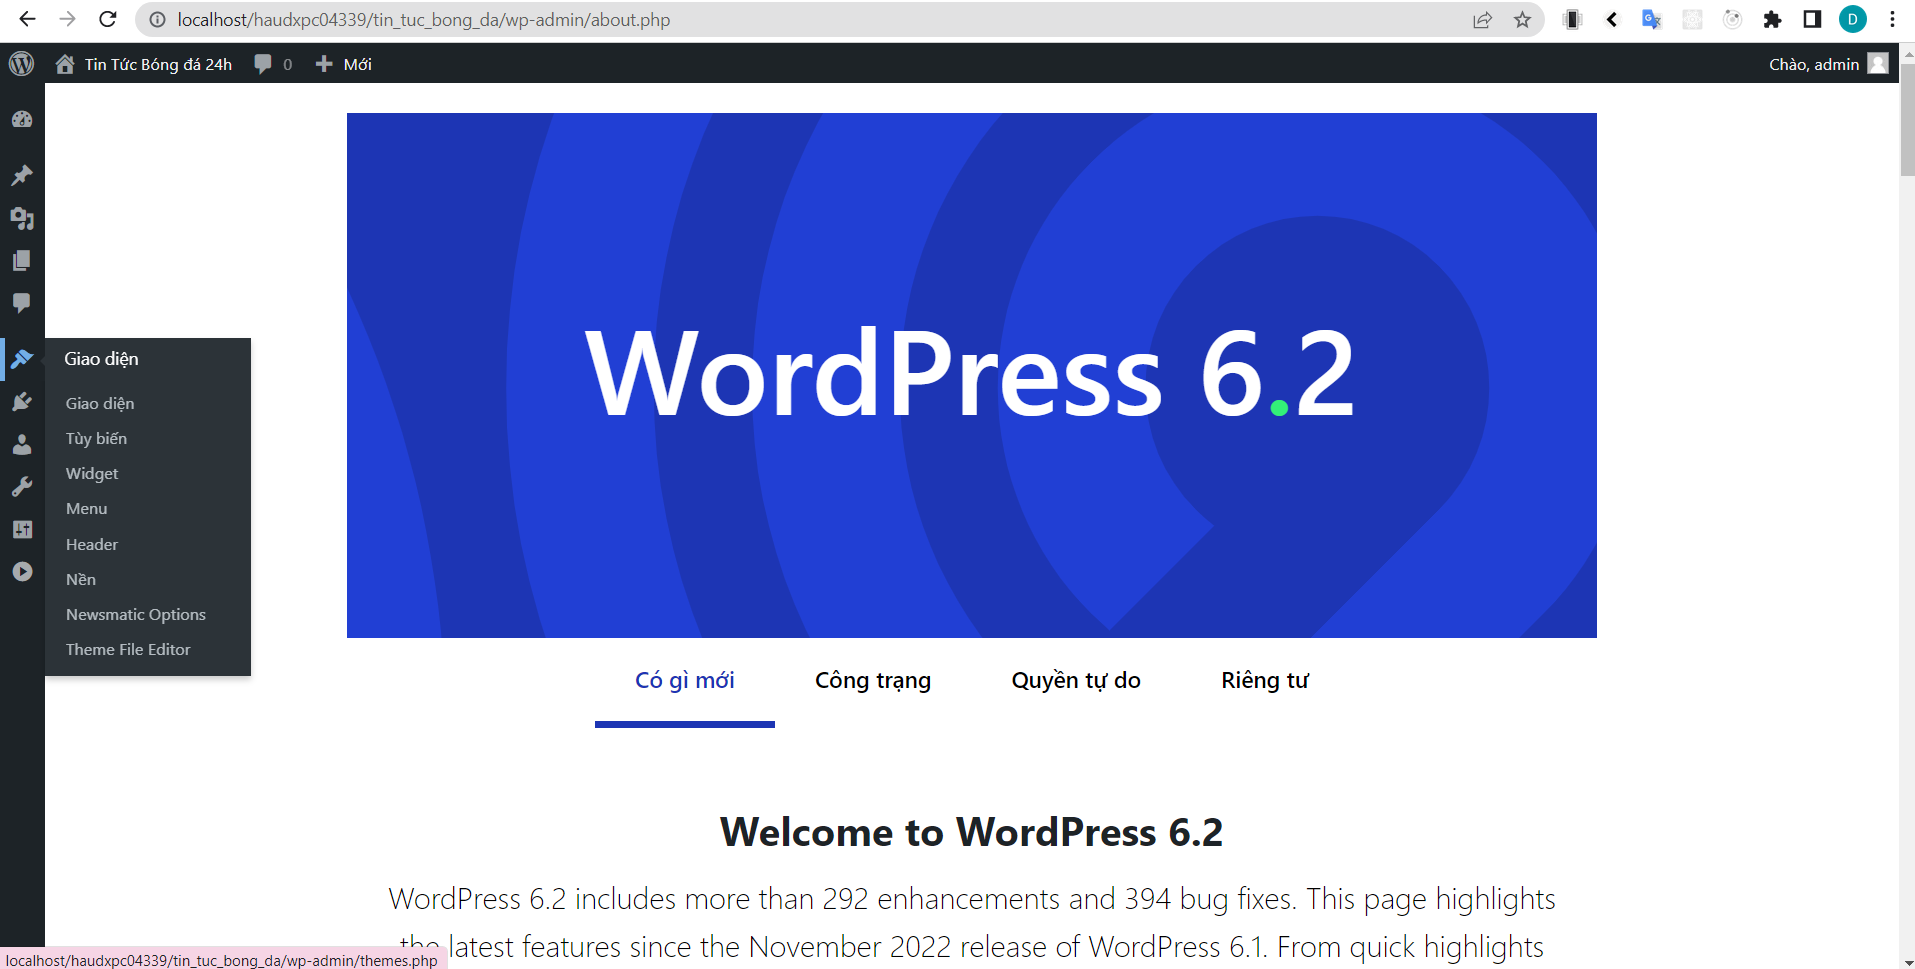 localhost/haudxpc04339/tin_tuc_bong_da/wp-admin/about.php
D
Tin Tức Bóng đá 24h 0 Mới
Chào, admin
Giao diện
Giao diện
Tùy biến
Widget
Menu
Header
Nền
Newsmatic Options
Theme File Editor
WordPress 6.2
Có gì mới Công trạng Quyền tự do Riêng tư
Welcome to WordPress 6.2
WordPress 6.2 includes more than 292 enhancements and 394 bug fixes. This page highlights
the latest features since the November 2022 release of WordPress 6.1. From quick highlights
localhost/haudxpc04339/tin_tuc_bong_da/wp-admin/themes.php